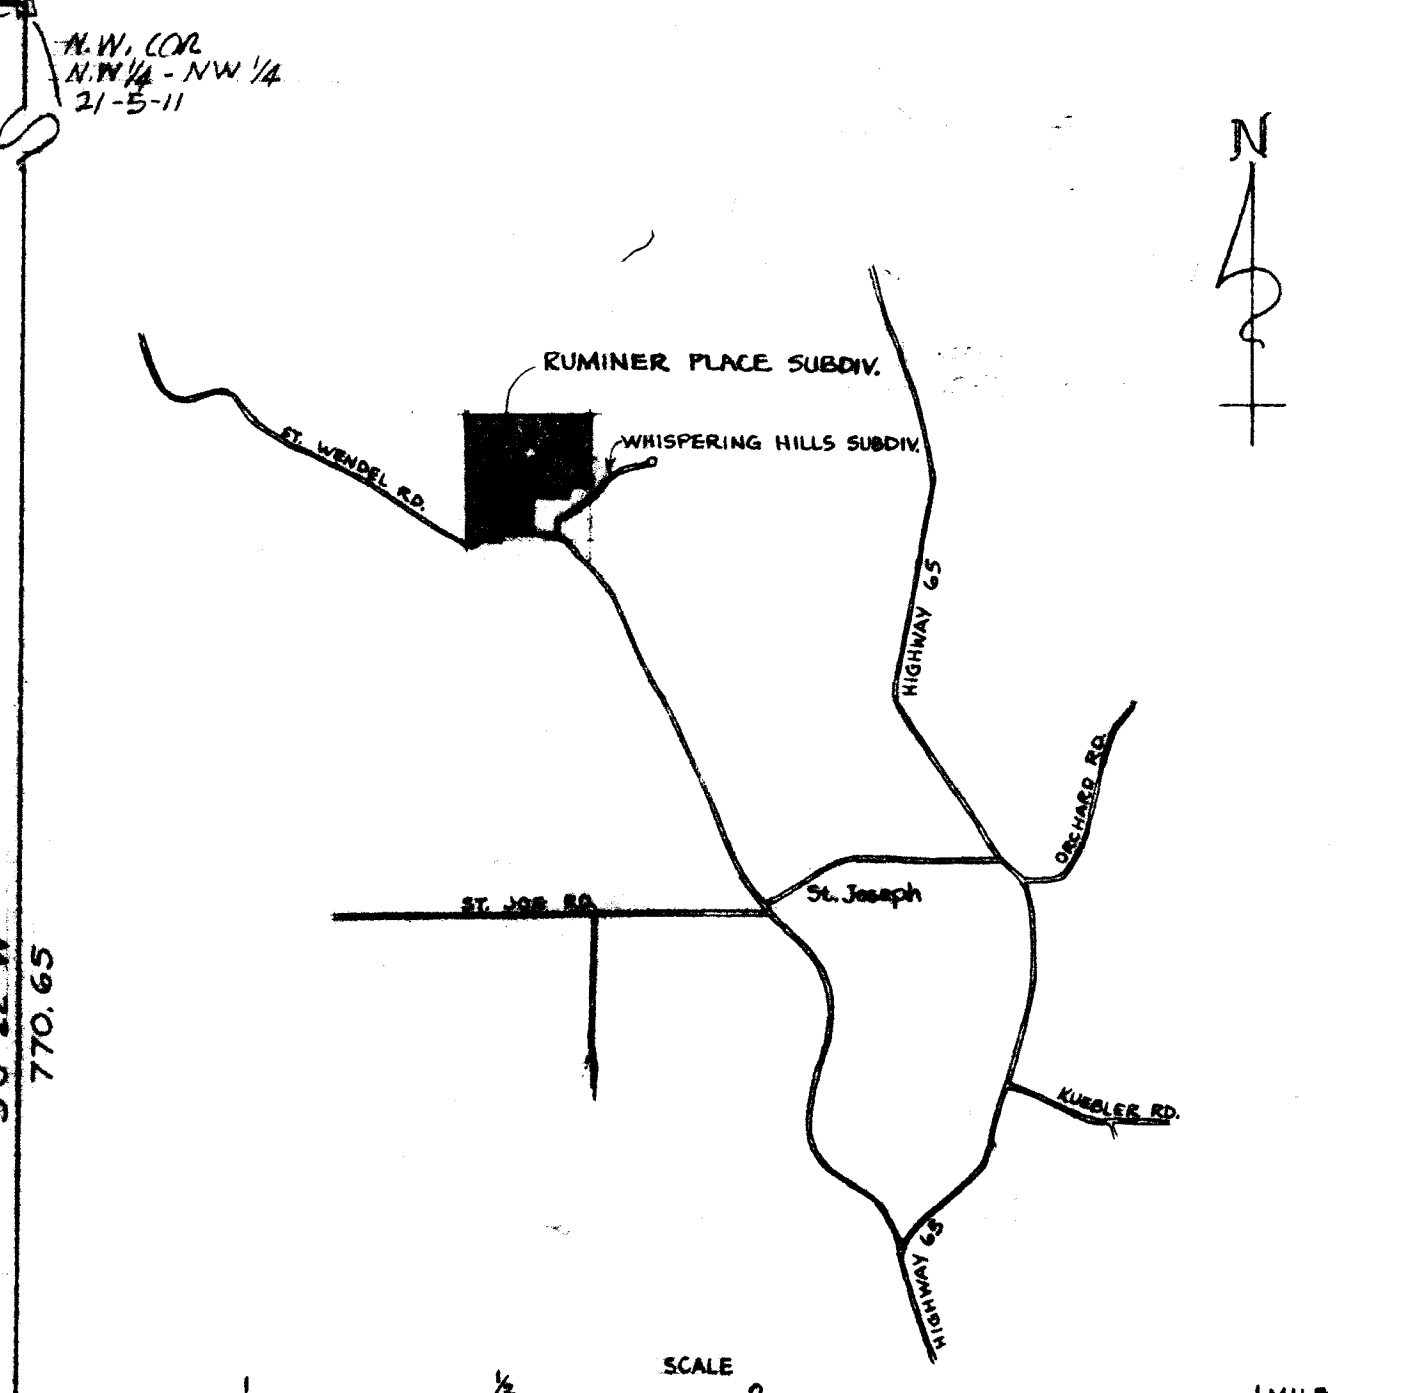 N.W. COR
N.W 1/4 - NW 1/4
21-5-11
N
RUMINER PLACE SUBDIV.
WHISPERING HILLS SUBDIV.
ST. WENDEL RD.
HIGHWAY 65
ORCHARD RD.
St. Joseph
ST. JOE RD.
770.65
KUEBLER RD.
HIGHWAY 65
SCALE
1 1/2 0 1 MILE